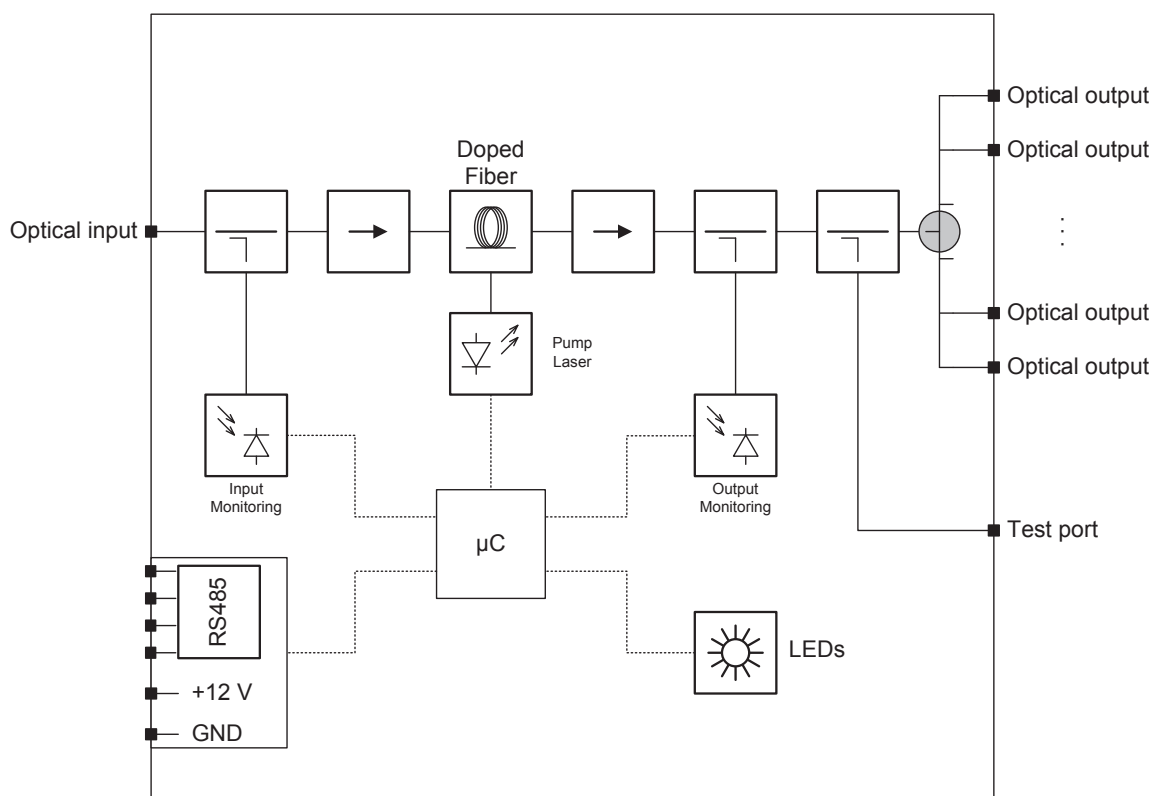 Optical output
Doped
Fiber
Optical output
Optical input
⋮
Optical output
Pump
Laser
Optical output
Input
Monitoring
Output
Monitoring
Test port
µC
RS485
LEDs
+12 V
GND